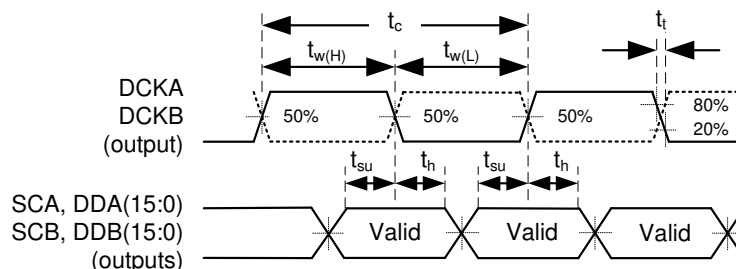 t_c
t_t
t_w(H) t_w(L)
DCKA
DCKB 50% 50% 50% 80%
(output) 20%
t_su t_h t_su t_h
SCA, DDA(15:0)
SCB, DDB(15:0) Valid Valid Valid
(outputs)